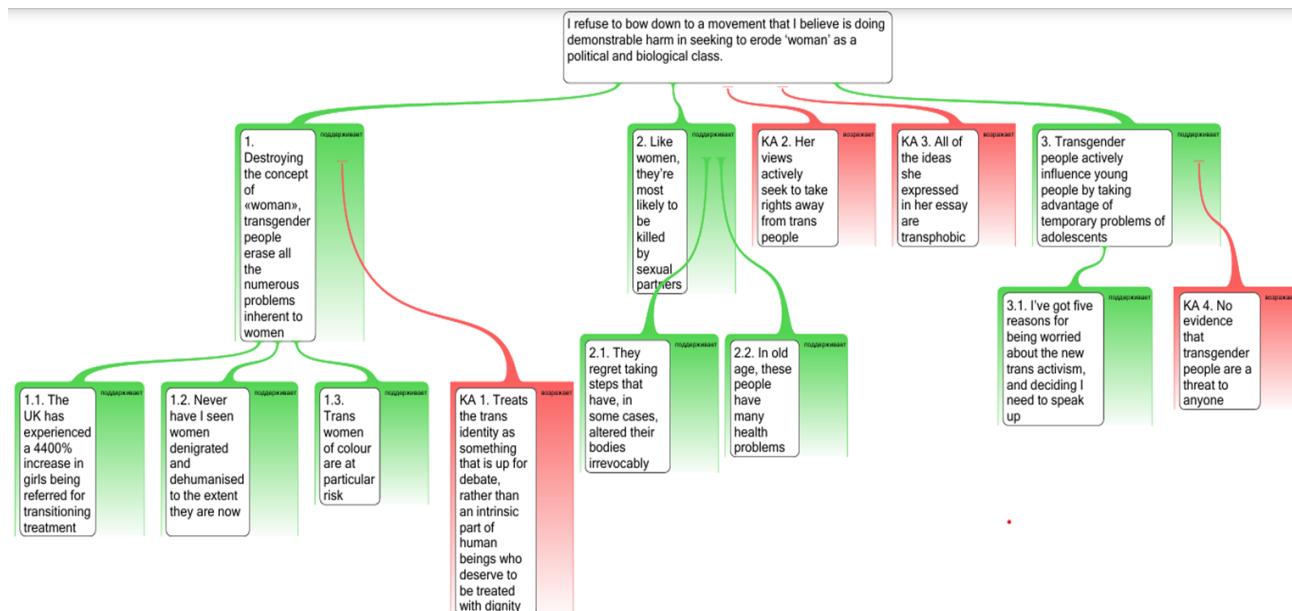 I refuse to bow down to a movement that I believe is doing
demonstrable harm in seeking to erode ‘woman’ as a
political and biological class.
поддерживает
1.
Destroying
the concept
of
«woman»,
transgender
people
erase all
the
numerous
problems
inherent to
women
поддерживает
2. Like
women,
they’re
most
likely to
be
killed
by
sexual
partners
возражает
KA 2. Her
views
actively
seek to take
rights away
from trans
people
возражает
KA 3. All of
the ideas
she
expressed
in her essay
are
transphobic
поддерживает
3. Transgender
people actively
influence young
people by taking
advantage of
temporary problems of
adolescents
поддерживает
1.1. The
UK has
experienced
a 4400%
increase in
girls being
referred for
transitioning
treatment
поддерживает
1.2. Never
have I seen
women
denigrated
and
dehumanised
to the extent
they are now
поддерживает
1.3.
Trans
women
of colour
are at
particular
risk
возражает
KA 1. Treats
the trans
identity as
something
that is up for
debate,
rather than
an intrinsic
part of
human
beings who
deserve to
be treated
with dignity
поддерживает
2.1. They
regret taking
steps that
have, in
some cases,
altered their
bodies
irrevocably
поддерживает
2.2. In old
age, these
people
have
many
health
problems
поддерживает
3.1. I’ve got five
reasons for
being worried
about the new
trans activism,
and deciding I
need to speak
up
возражает
KA 4. No
evidence
that
transgender
people are a
threat to
anyone